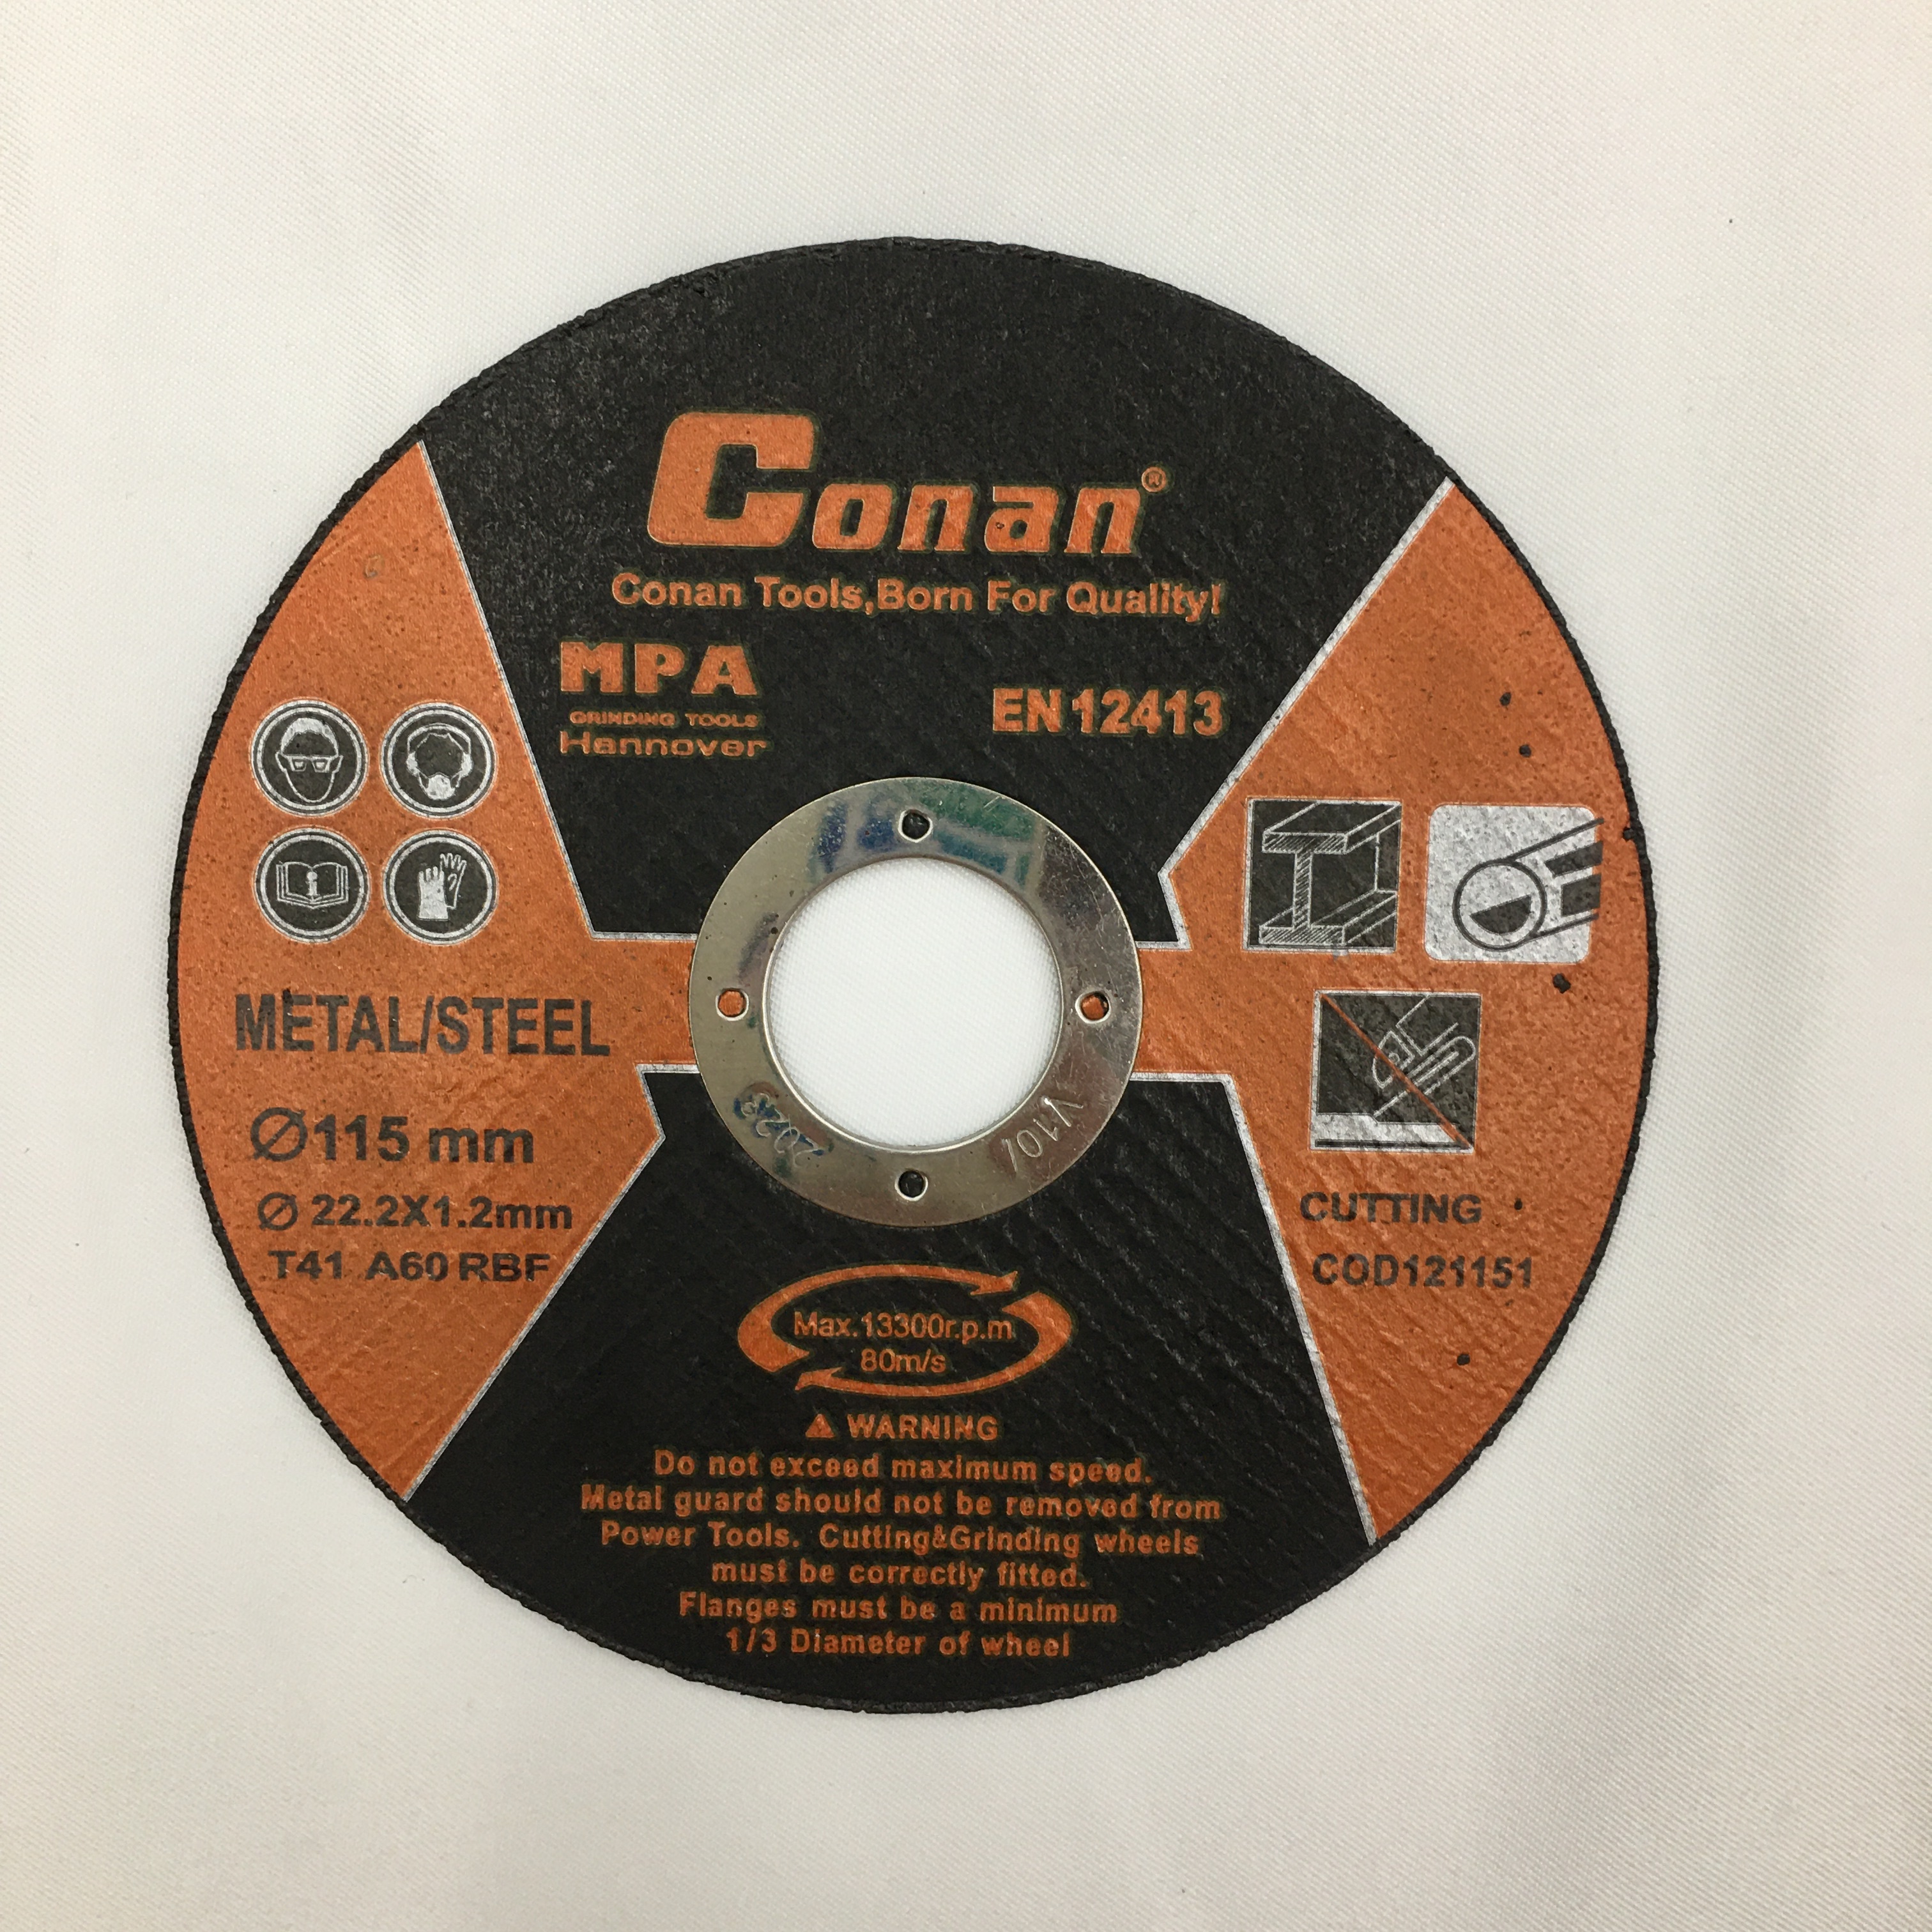 Conan®
Conan Tools,Born For Quality!
MPA
GRINDING TOOLS
Hannover
EN 12413
METAL/STEEL
Ø115 mm
Ø 22.2X1.2mm
T41 A60 RBF
CUTTING
COD121151
V.10/
Max.13300r.p.m
80m/s
WARNING
Do not exceed maximum speed.
Metal guard should not be removed from
Power Tools. Cutting&Grinding wheels
must be correctly fitted.
Flanges must be a minimum
1/3 Diameter of wheel